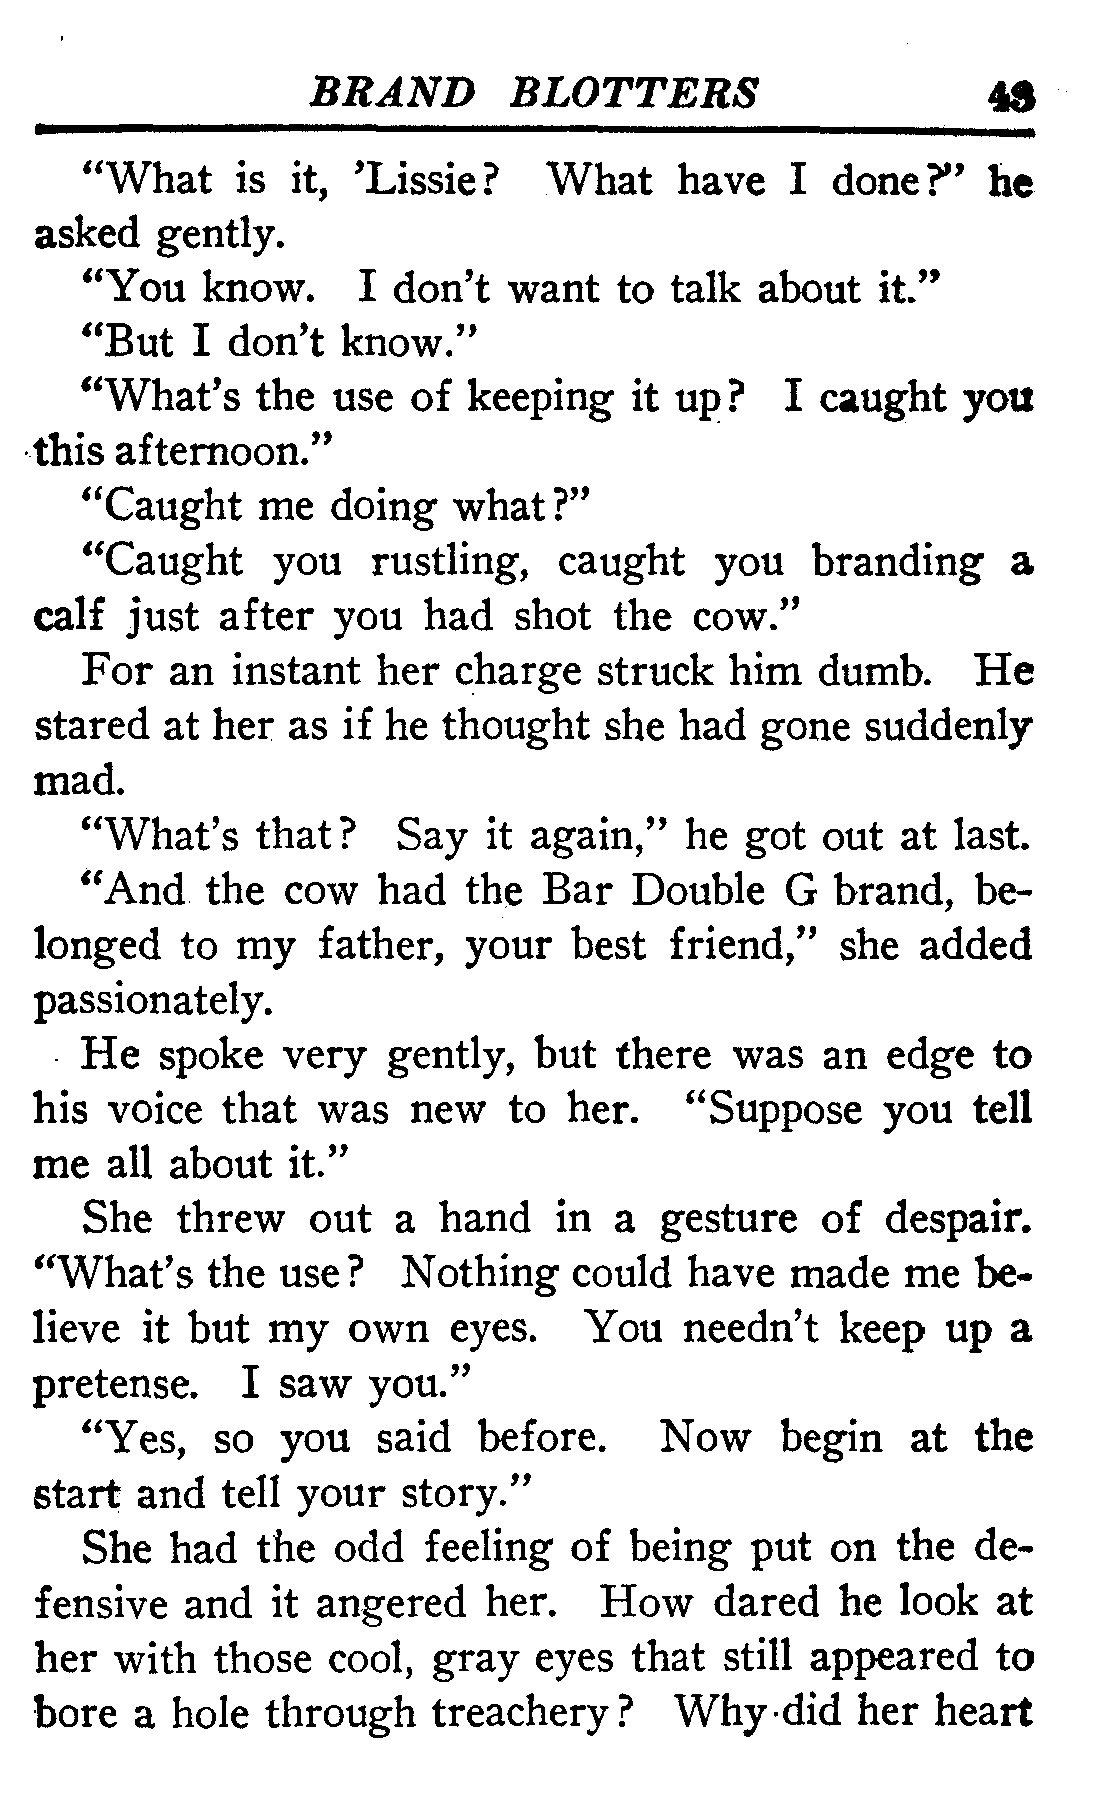 BRAND BLOTTERS 43
“What is it, ’Lissie? What have I done?” he
asked gently.
“You know. I don’t want to talk about it.”
“But I don’t know.”
“What’s the use of keeping it up? I caught you
this afternoon.”
“Caught me doing what?”
“Caught you rustling, caught you branding a
calf just after you had shot the cow.”
For an instant her charge struck him dumb. He
stared at her as if he thought she had gone suddenly
mad.
“What’s that? Say it again,” he got out at last.
“And the cow had the Bar Double G brand, be-
longed to my father, your best friend,” she added
passionately.
He spoke very gently, but there was an edge to
his voice that was new to her. “Suppose you tell
me all about it.”
She threw out a hand in a gesture of despair.
“What’s the use? Nothing could have made me be-
lieve it but my own eyes. You needn’t keep up a
pretense. I saw you.”
“Yes, so you said before. Now begin at the
start and tell your story.”
She had the odd feeling of being put on the de-
fensive and it angered her. How dared he look at
her with those cool, gray eyes that still appeared to
bore a hole through treachery? Why did her heart